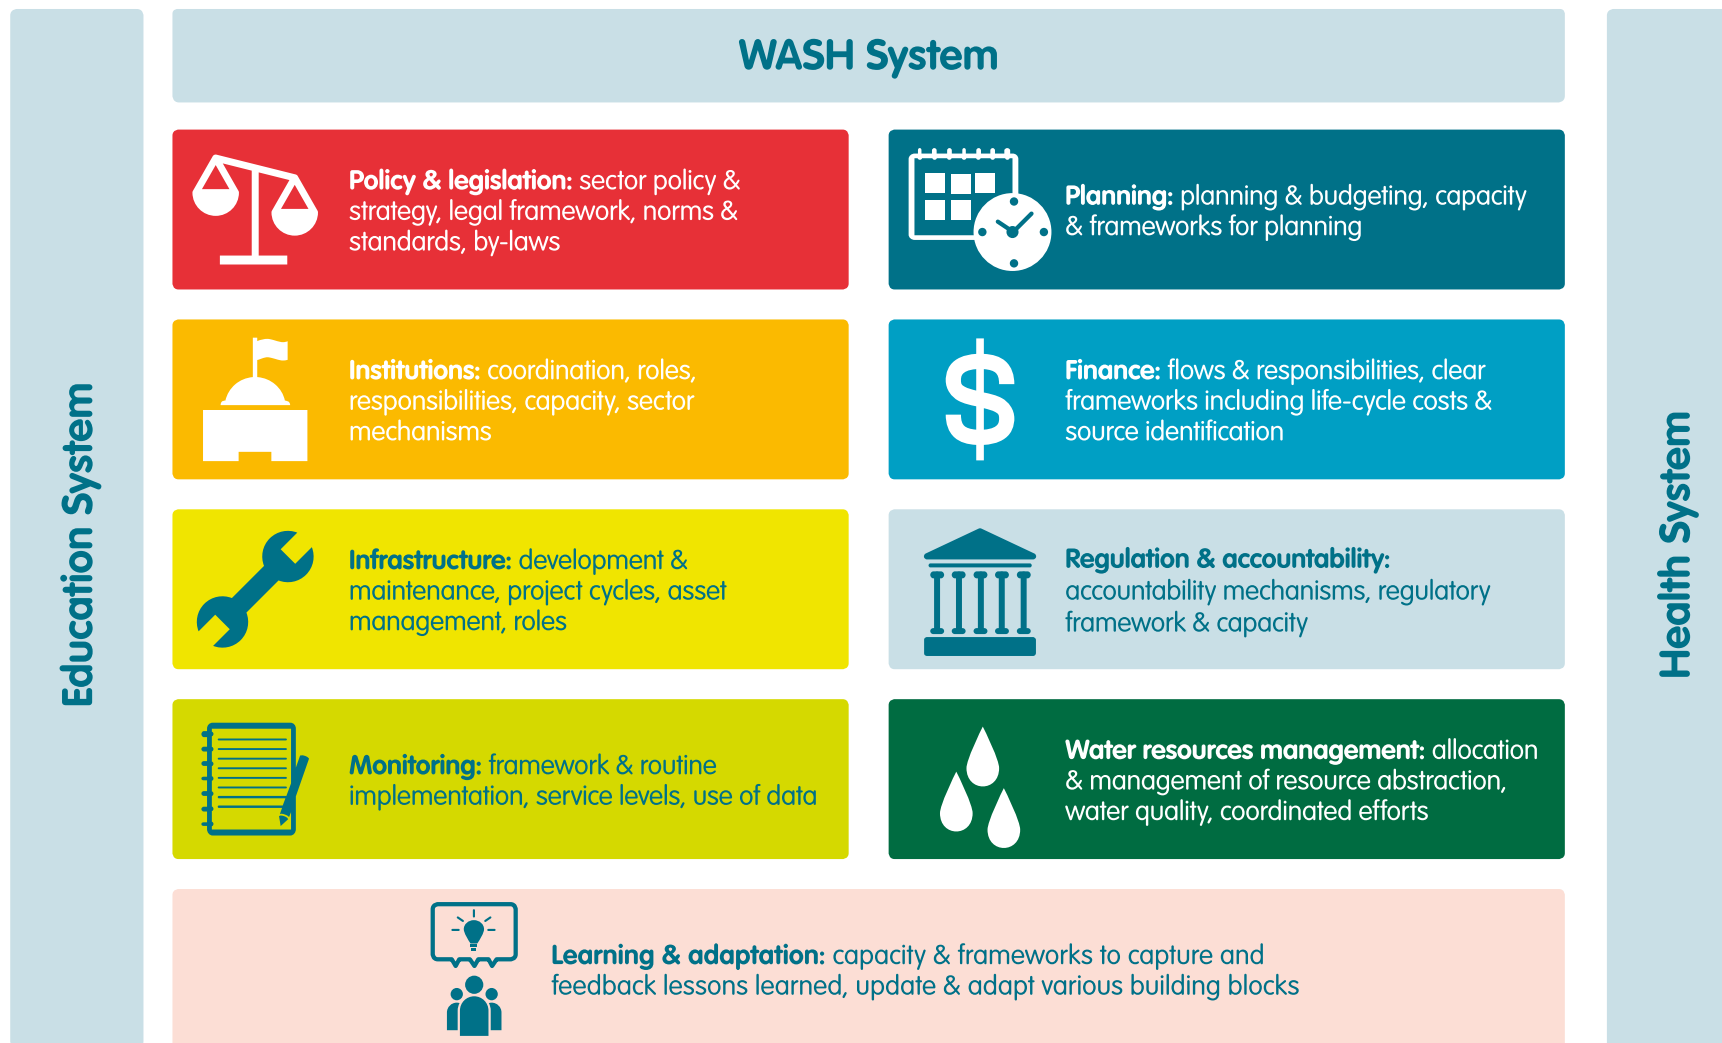 WASH System
Education System
Policy & legislation: sector policy &
strategy, legal framework, norms &
standards, by-laws
Planning: planning & budgeting, capacity
& frameworks for planning
Institutions: coordination, roles,
responsibilities, capacity, sector
mechanisms
Finance: flows & responsibilities, clear
frameworks including life-cycle costs &
source identification
Infrastructure: development &
maintenance, project cycles, asset
management, roles
Regulation & accountability:
accountability mechanisms, regulatory
framework & capacity
Monitoring: framework & routine
implementation, service levels, use of data
Water resources management: allocation
& management of resource abstraction,
water quality, coordinated efforts
Learning & adaptation: capacity & frameworks to capture and
feedback lessons learned, update & adapt various building blocks
Health System